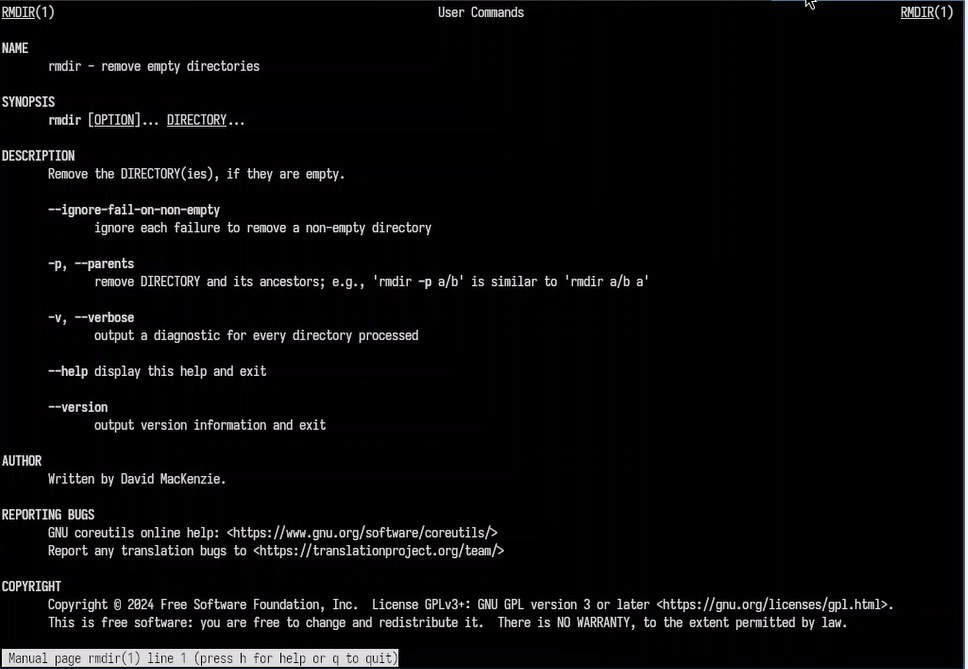 RMDIR(1) User Commands RMDIR(1)
NAME
rmdir - remove empty directories
SYNOPSIS
rmdir [OPTION]... DIRECTORY...
DESCRIPTION
Remove the DIRECTORY(ies), if they are empty.
--ignore-fail-on-non-empty
ignore each failure to remove a non-empty directory
-p, --parents
remove DIRECTORY and its ancestors; e.g., 'rmdir -p a/b' is similar to 'rmdir a/b a'
-v, --verbose
output a diagnostic for every directory processed
--help display this help and exit
--version
output version information and exit
AUTHOR
Written by David MacKenzie.
REPORTING BUGS
GNU coreutils online help: <https://www.gnu.org/software/coreutils/>
Report any translation bugs to <https://translationproject.org/team/>
COPYRIGHT
Copyright © 2024 Free Software Foundation, Inc. License GPLv3+: GNU GPL version 3 or later <https://gnu.org/licenses/gpl.html>.
This is free software: you are free to change and redistribute it. There is NO WARRANTY, to the extent permitted by law.
Manual page rmdir(1) line 1 (press h for help or q to quit)